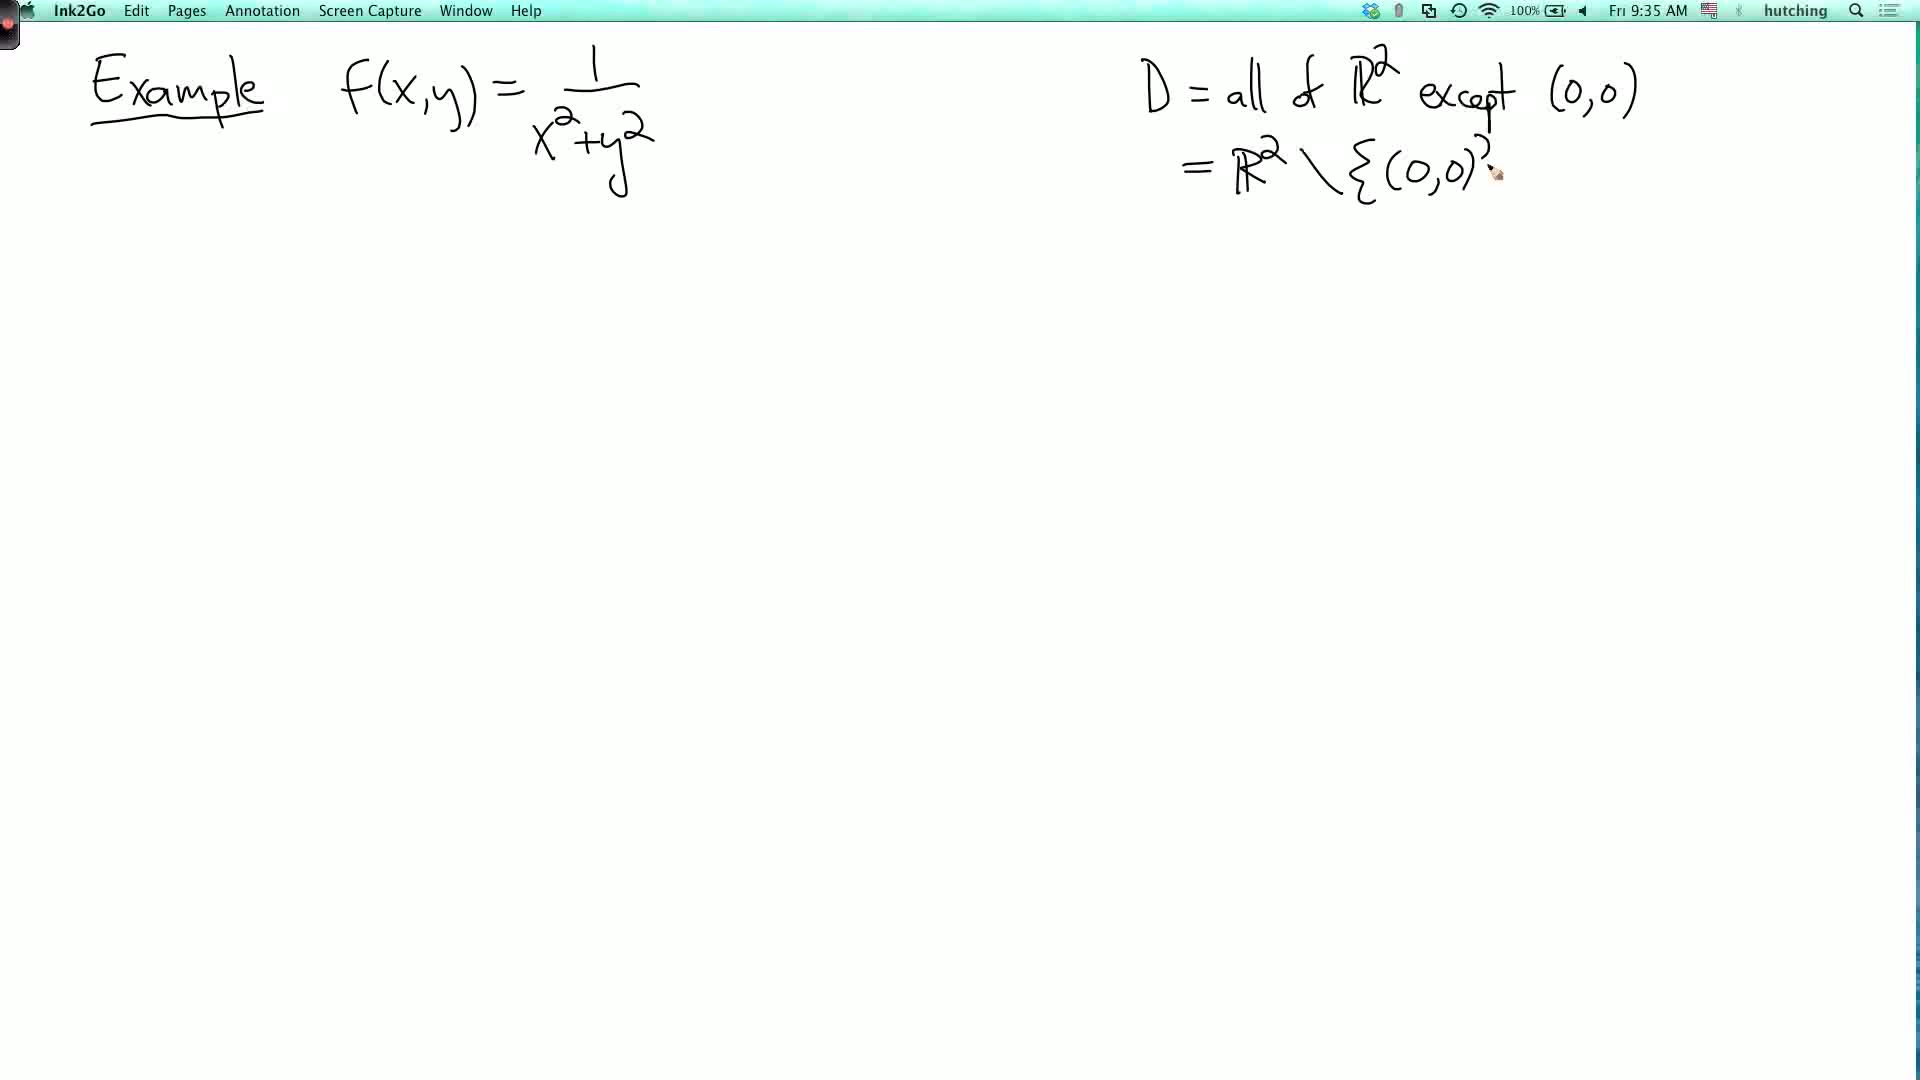 Ink2Go Edit Pages Annotation Screen Capture Window Help 100% Fri 9:35 AM hutching
Example f(x,y) = 1/(x²+y²)
D = all of ℝ² except (0,0)
= ℝ² \ {(0,0)